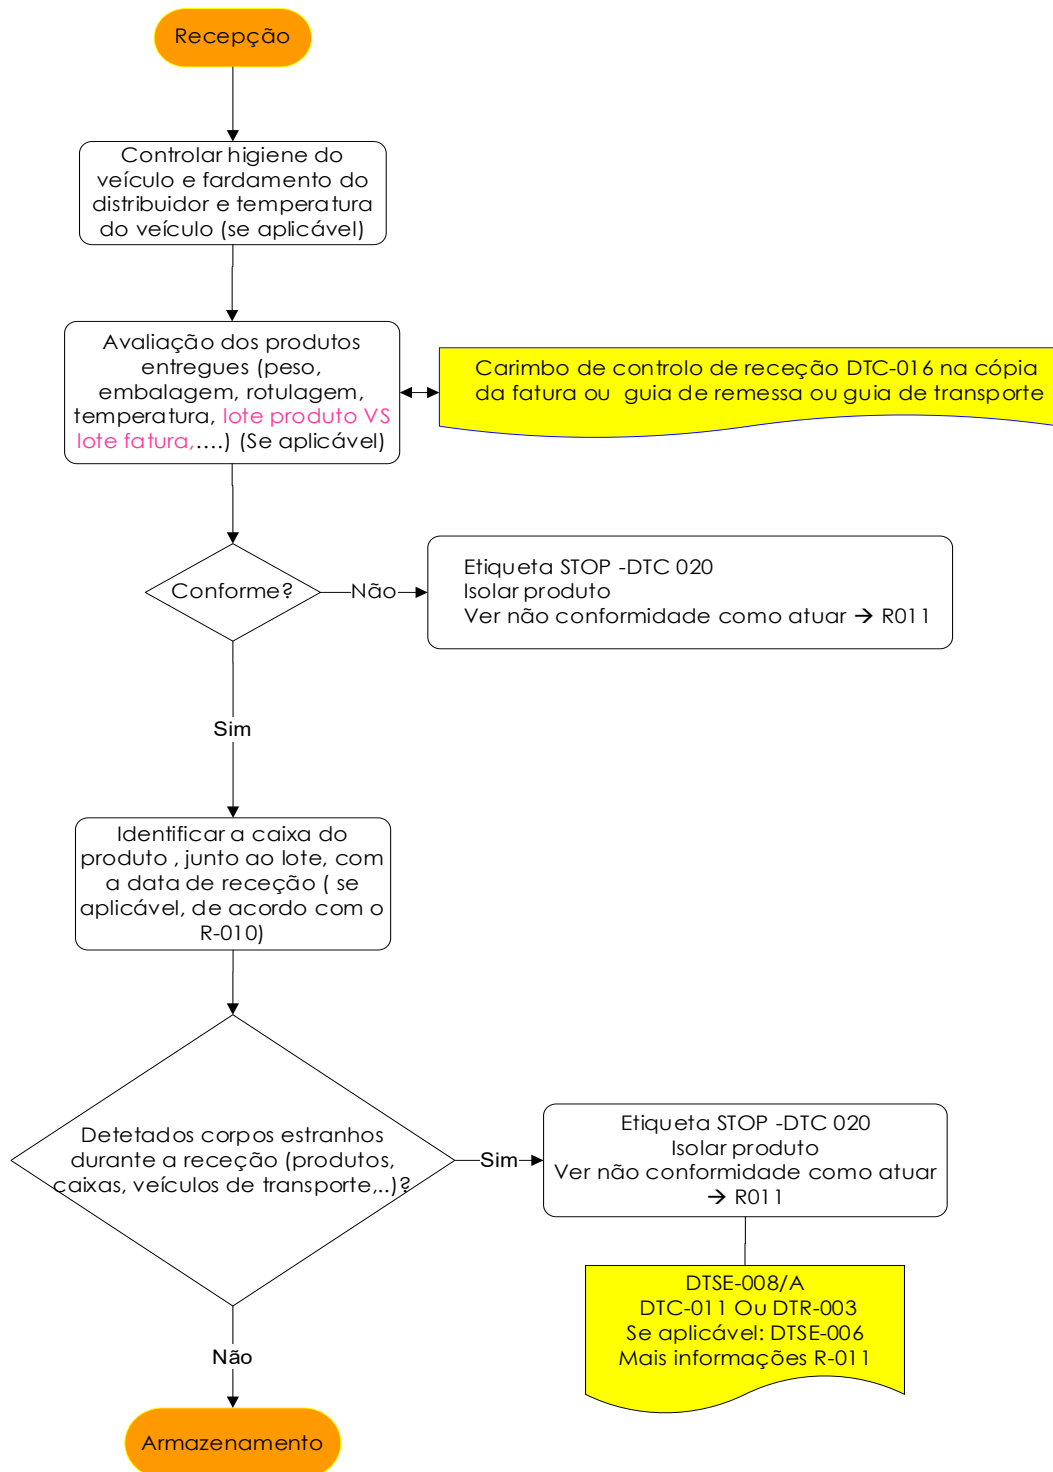 Recepção
Controlar higiene do
veículo e fardamento do
distribuidor e temperatura
do veículo (se aplicável)
Avaliação dos produtos
entregues (peso,
embalagem, rotulagem,
temperatura, lote produto VS
lote fatura,....) (Se aplicável)
Carimbo de controlo de receção DTC-016 na cópia
da fatura ou guia de remessa ou guia de transporte
Conforme?
Não
Etiqueta STOP -DTC 020
Isolar produto
Ver não conformidade como atuar → R011
Sim
Identificar a caixa do
produto , junto ao lote, com
a data de receção ( se
aplicável, de acordo com o
R-010)
Detetados corpos estranhos
durante a receção (produtos,
caixas, veículos de transporte,..)?
Sim
Etiqueta STOP -DTC 020
Isolar produto
Ver não conformidade como atuar
→ R011
DTSE-008/A
DTC-011 Ou DTR-003
Se aplicável: DTSE-006
Mais informações R-011
Não
Armazenamento